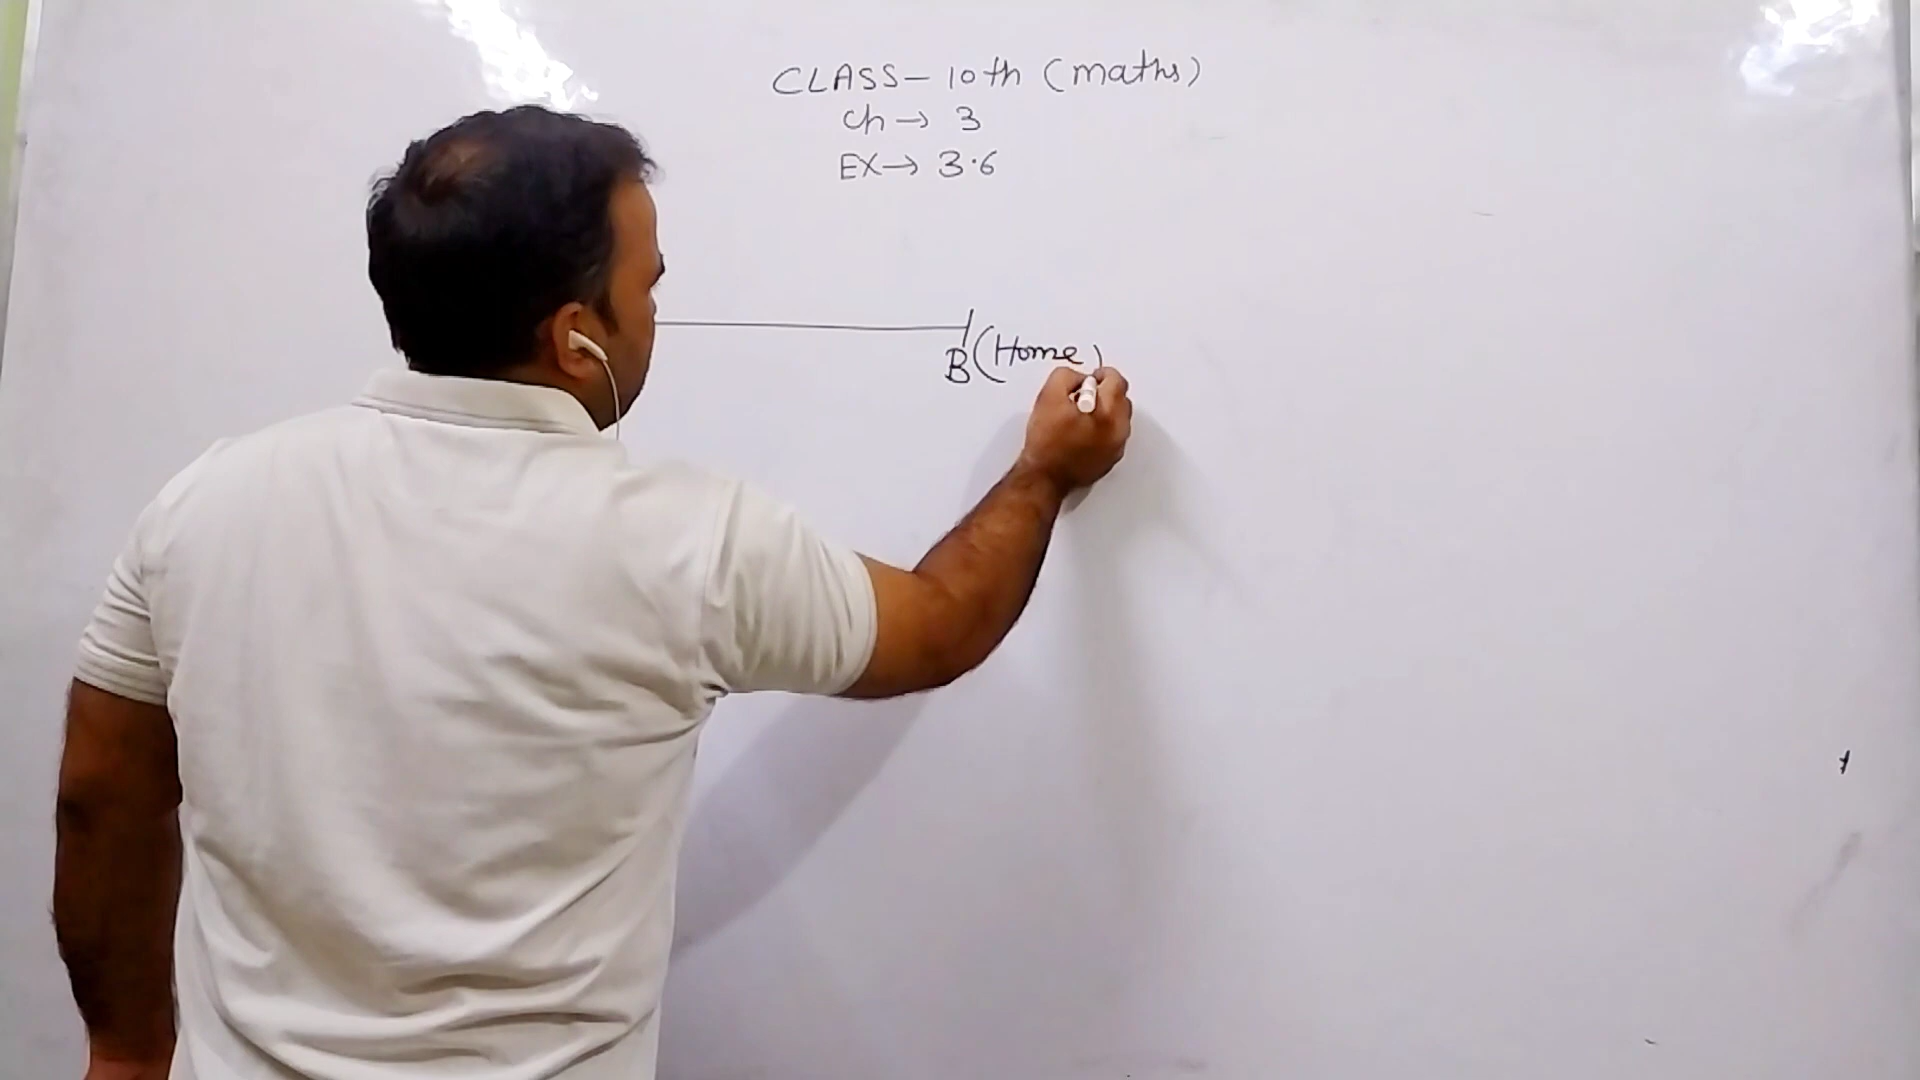 CLASS - 10th (maths)
Ch → 3
EX → 3.6
B (Home)